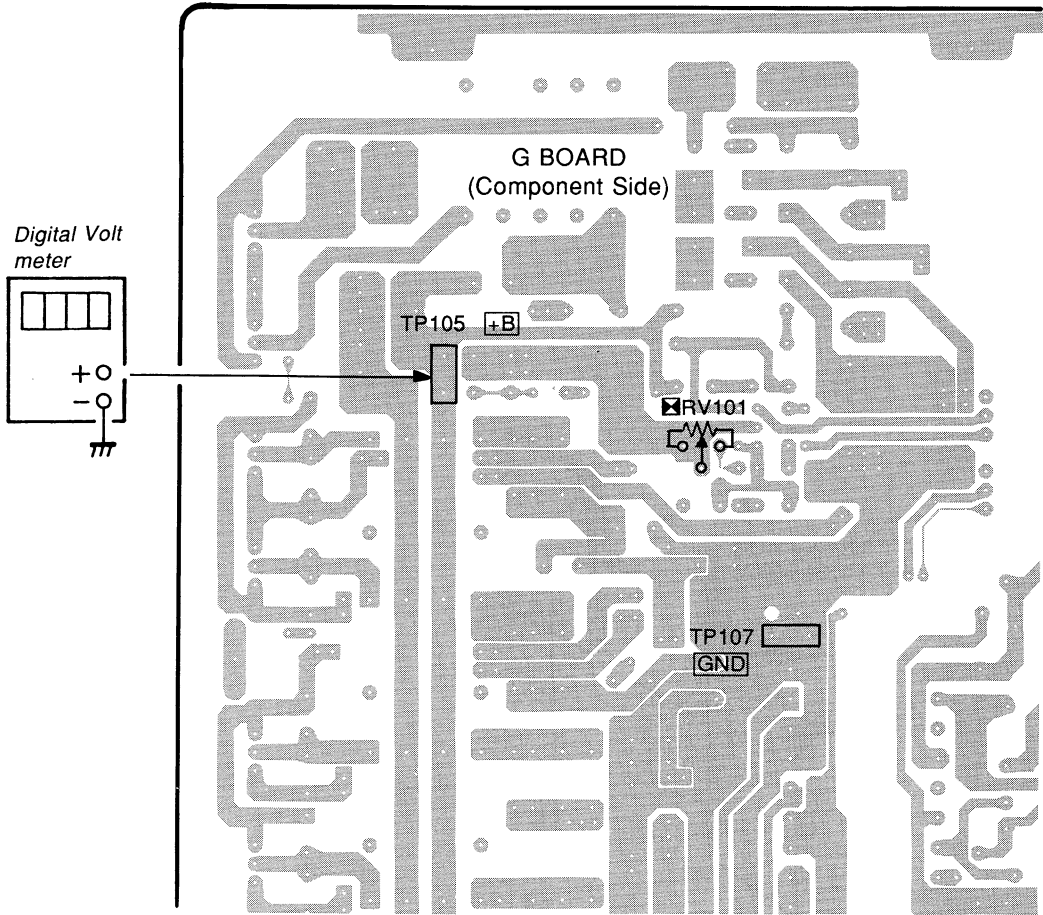 G BOARD
(Component Side)
Digital Volt
meter
+
−
TP105 +B
RV101
TP107
GND